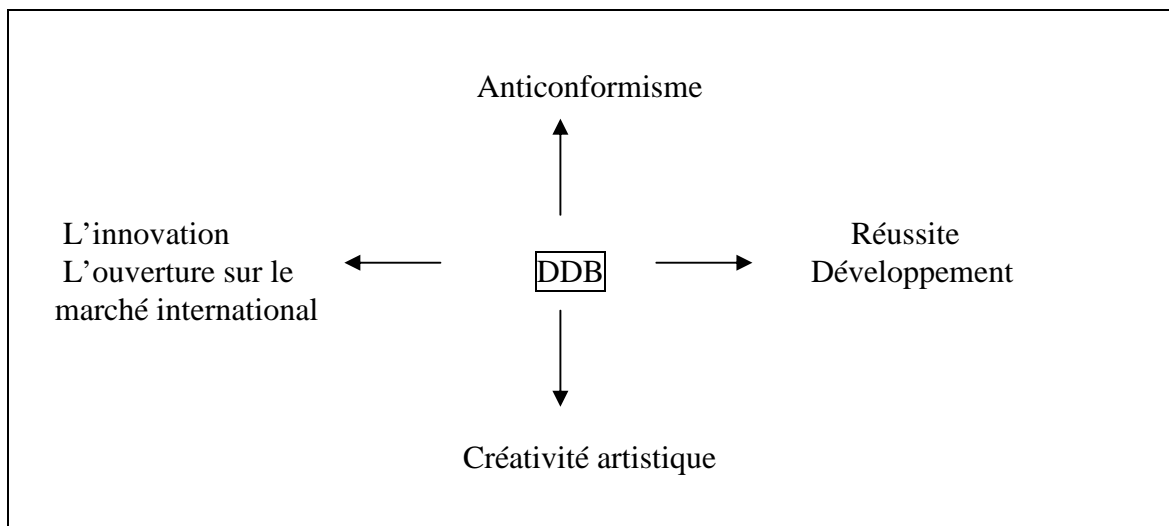 Anticonformisme
L’innovation
L’ouverture sur le
marché international
DDB
Réussite
Développement
Créativité artistique